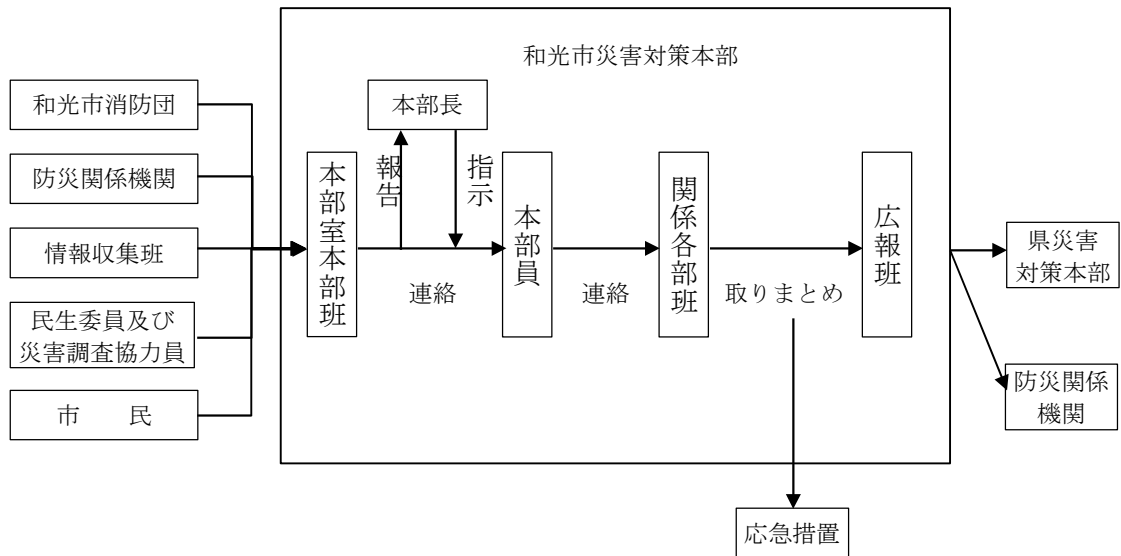 和光市災害対策本部
和光市消防団
防災関係機関
情報収集班
民生委員及び
災害調査協力員
市　　民
本部長
報告
指示
本部室本部班
連絡
本部員
連絡
関係各部班
取りまとめ
広報班
県災害
対策本部
防災関係
機関
応急措置